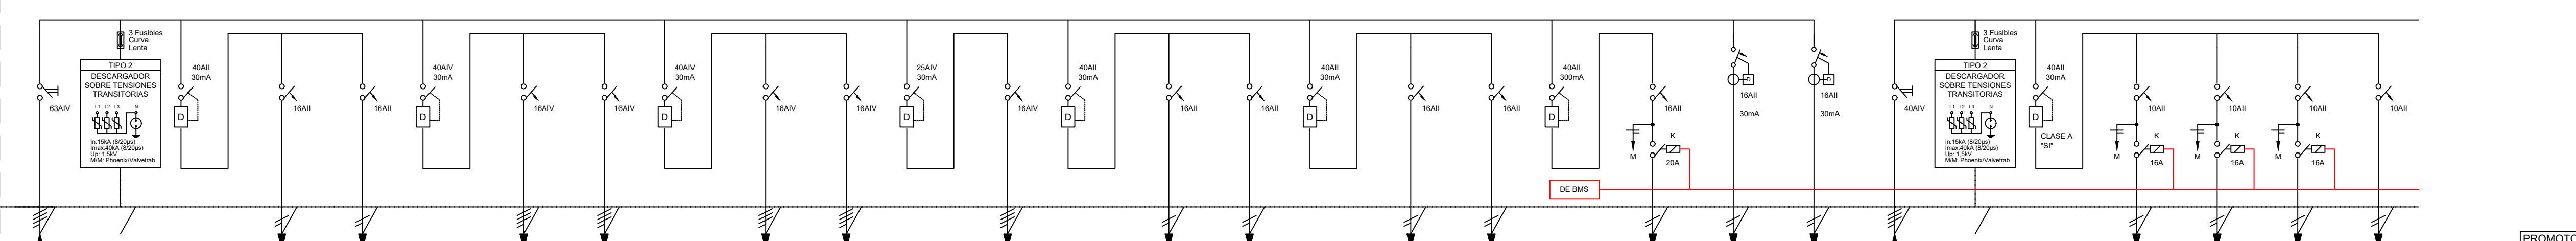 63AIV
3 Fusibles
Curva
Lenta
TIPO 2
DESCARGADOR
SOBRE TENSIONES
TRANSITORIAS
L1 L2 L3 N
In:15kA (8/20µs)
Imax:40kA (8/20µs)
Up: 1,5kV
M/M: Phoenix/Valvetrab
40AII
30mA
D
16AII
16AII
40AIV
30mA
D
16AIV
16AIV
40AIV
30mA
D
16AIV
16AIV
25AIV
30mA
D
16AIV
40AII
30mA
D
16AII
16AII
40AII
30mA
D
16AII
16AII
40AII
300mA
D
DE BMS
16AII
M
K
20A
D
16AII
30mA
D
16AII
30mA
40AIV
3 Fusibles
Curva
Lenta
TIPO 2
DESCARGADOR
SOBRE TENSIONES
TRANSITORIAS
L1 L2 L3 N
In:15kA (8/20µs)
Imax:40kA (8/20µs)
Up: 1,5kV
M/M: Phoenix/Valvetrab
40AII
30mA
D
CLASE A
"SI"
10AII
M
K
16A
10AII
M
K
16A
10AII
M
K
16A
10AII
PROMOTO